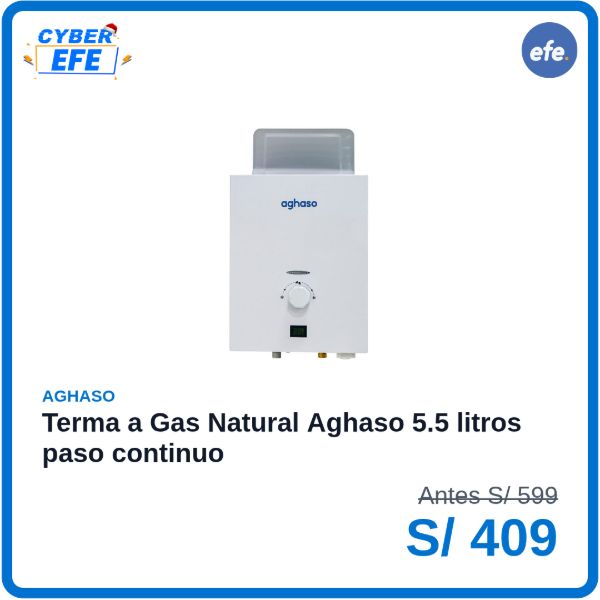 CYBER
EFE
efe.
aghaso
AGHASO
Terma a Gas Natural Aghaso 5.5 litros
paso continuo
Antes S/ 599
S/ 409